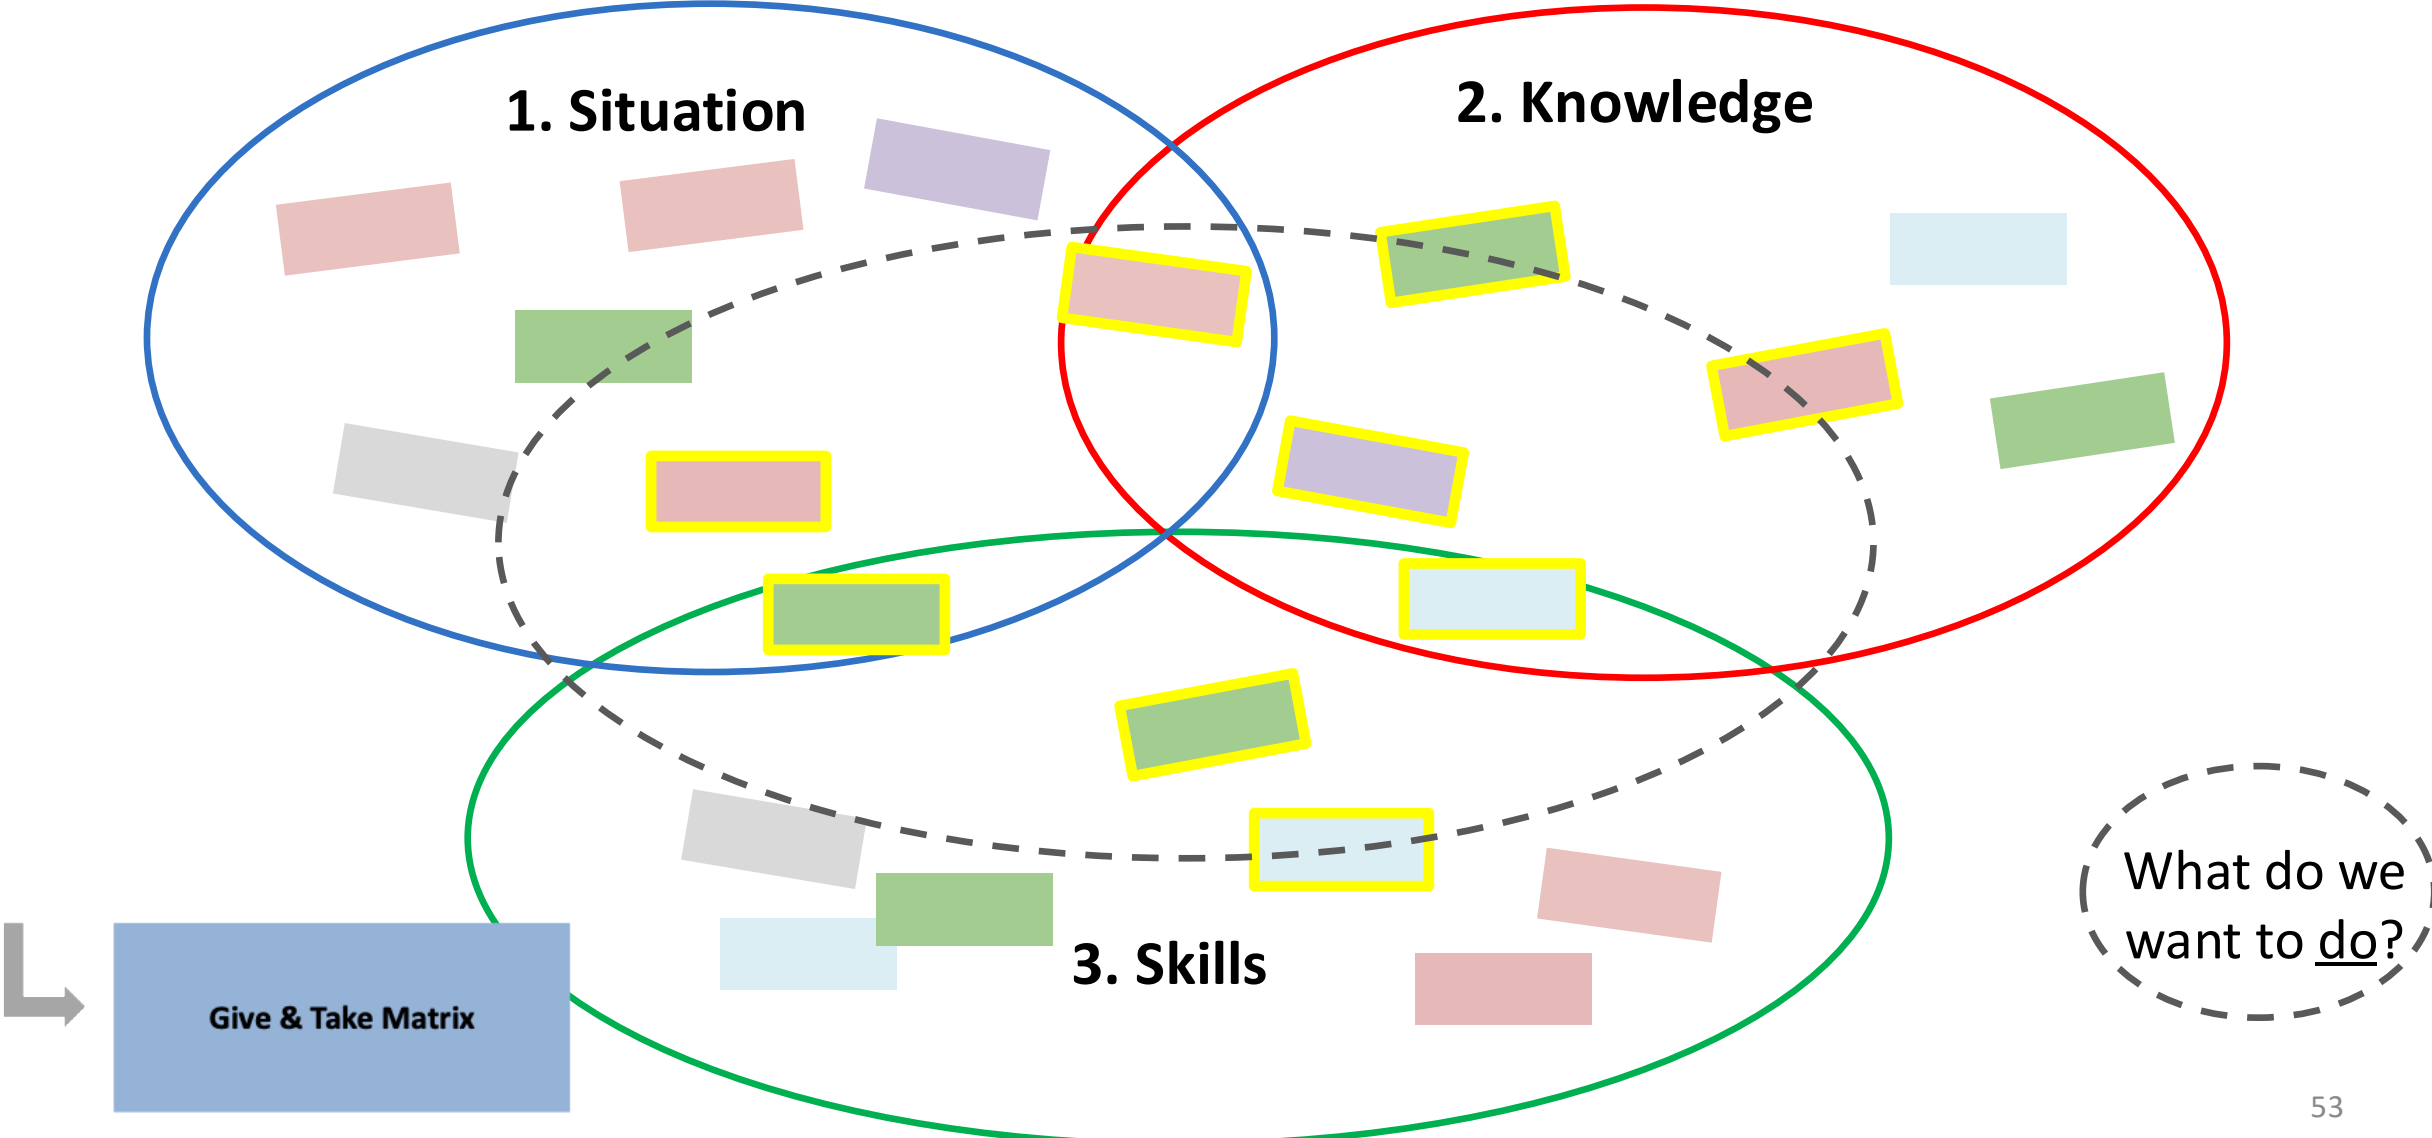 1. Situation
2. Knowledge
3. Skills
Give & Take Matrix
What do we
want to do?
53